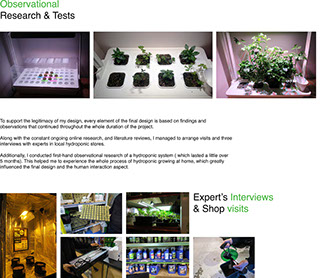 Observational
Research & Tests
To support the legitimacy of my design, every element of the final design is based on findings and
observations that continued throughout the whole duration of the project.
Along with the constant ongoing online research, and literature reviews, I managed to arrange visits and three
interviews with experts in local hydroponic stores.
Additionally, I conducted first-hand observational research of a hydroponic system ( which lasted a little over
5 months). This helped me to experience the whole process of hydroponic growing at home, which greatly
influenced the final design and the human interaction aspect.
Expert's Interviews
& Shop visits